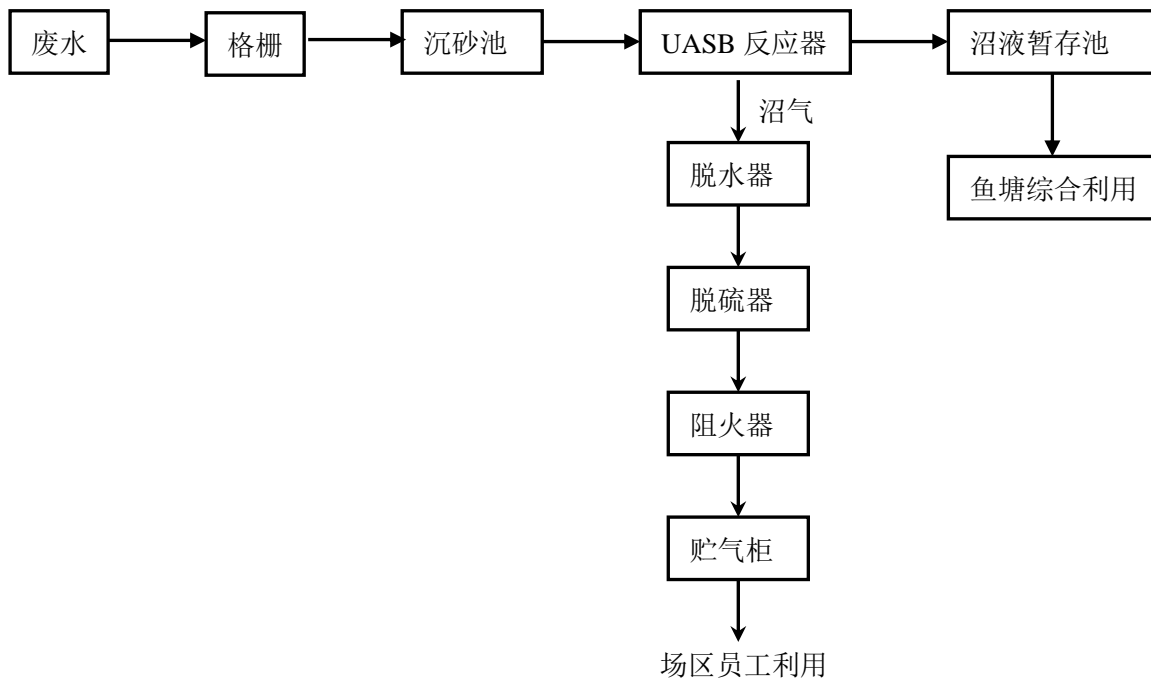 废水
格栅
沉砂池
UASB 反应器
沼液暂存池
沼气
脱水器
鱼塘综合利用
脱硫器
阻火器
贮气柜
场区员工利用